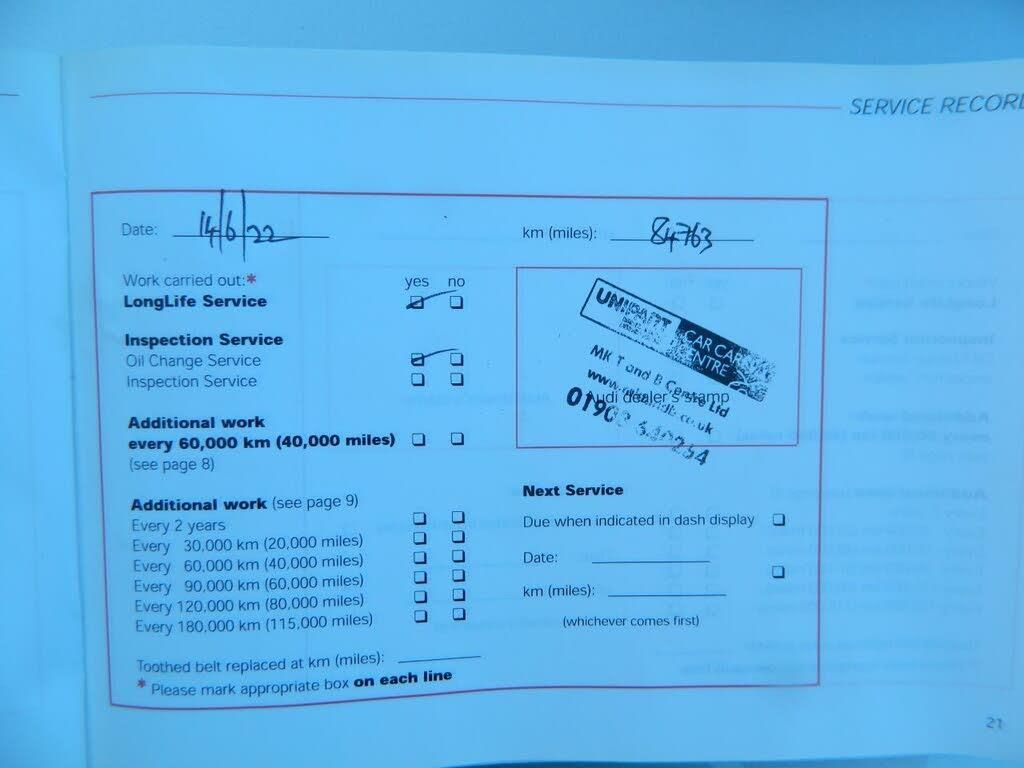 SERVICE RECORD
Date: 14/6/22
km (miles): 84763
Work carried out:* yes no
LongLife Service
Inspection Service
Oil Change Service
Inspection Service
Additional work
every 60,000 km (40,000 miles)
(see page 8)
UNIPART CAR CARE CENTRE
MK T and B Centre Ltd
Audi dealer's stamp
Additional work (see page 9)
Every 2 years
Every 30,000 km (20,000 miles)
Every 60,000 km (40,000 miles)
Every 90,000 km (60,000 miles)
Every 120,000 km (80,000 miles)
Every 180,000 km (115,000 miles)
Toothed belt replaced at km (miles):
* Please mark appropriate box on each line
Next Service
Due when indicated in dash display
Date:
km (miles):
(whichever comes first)
21